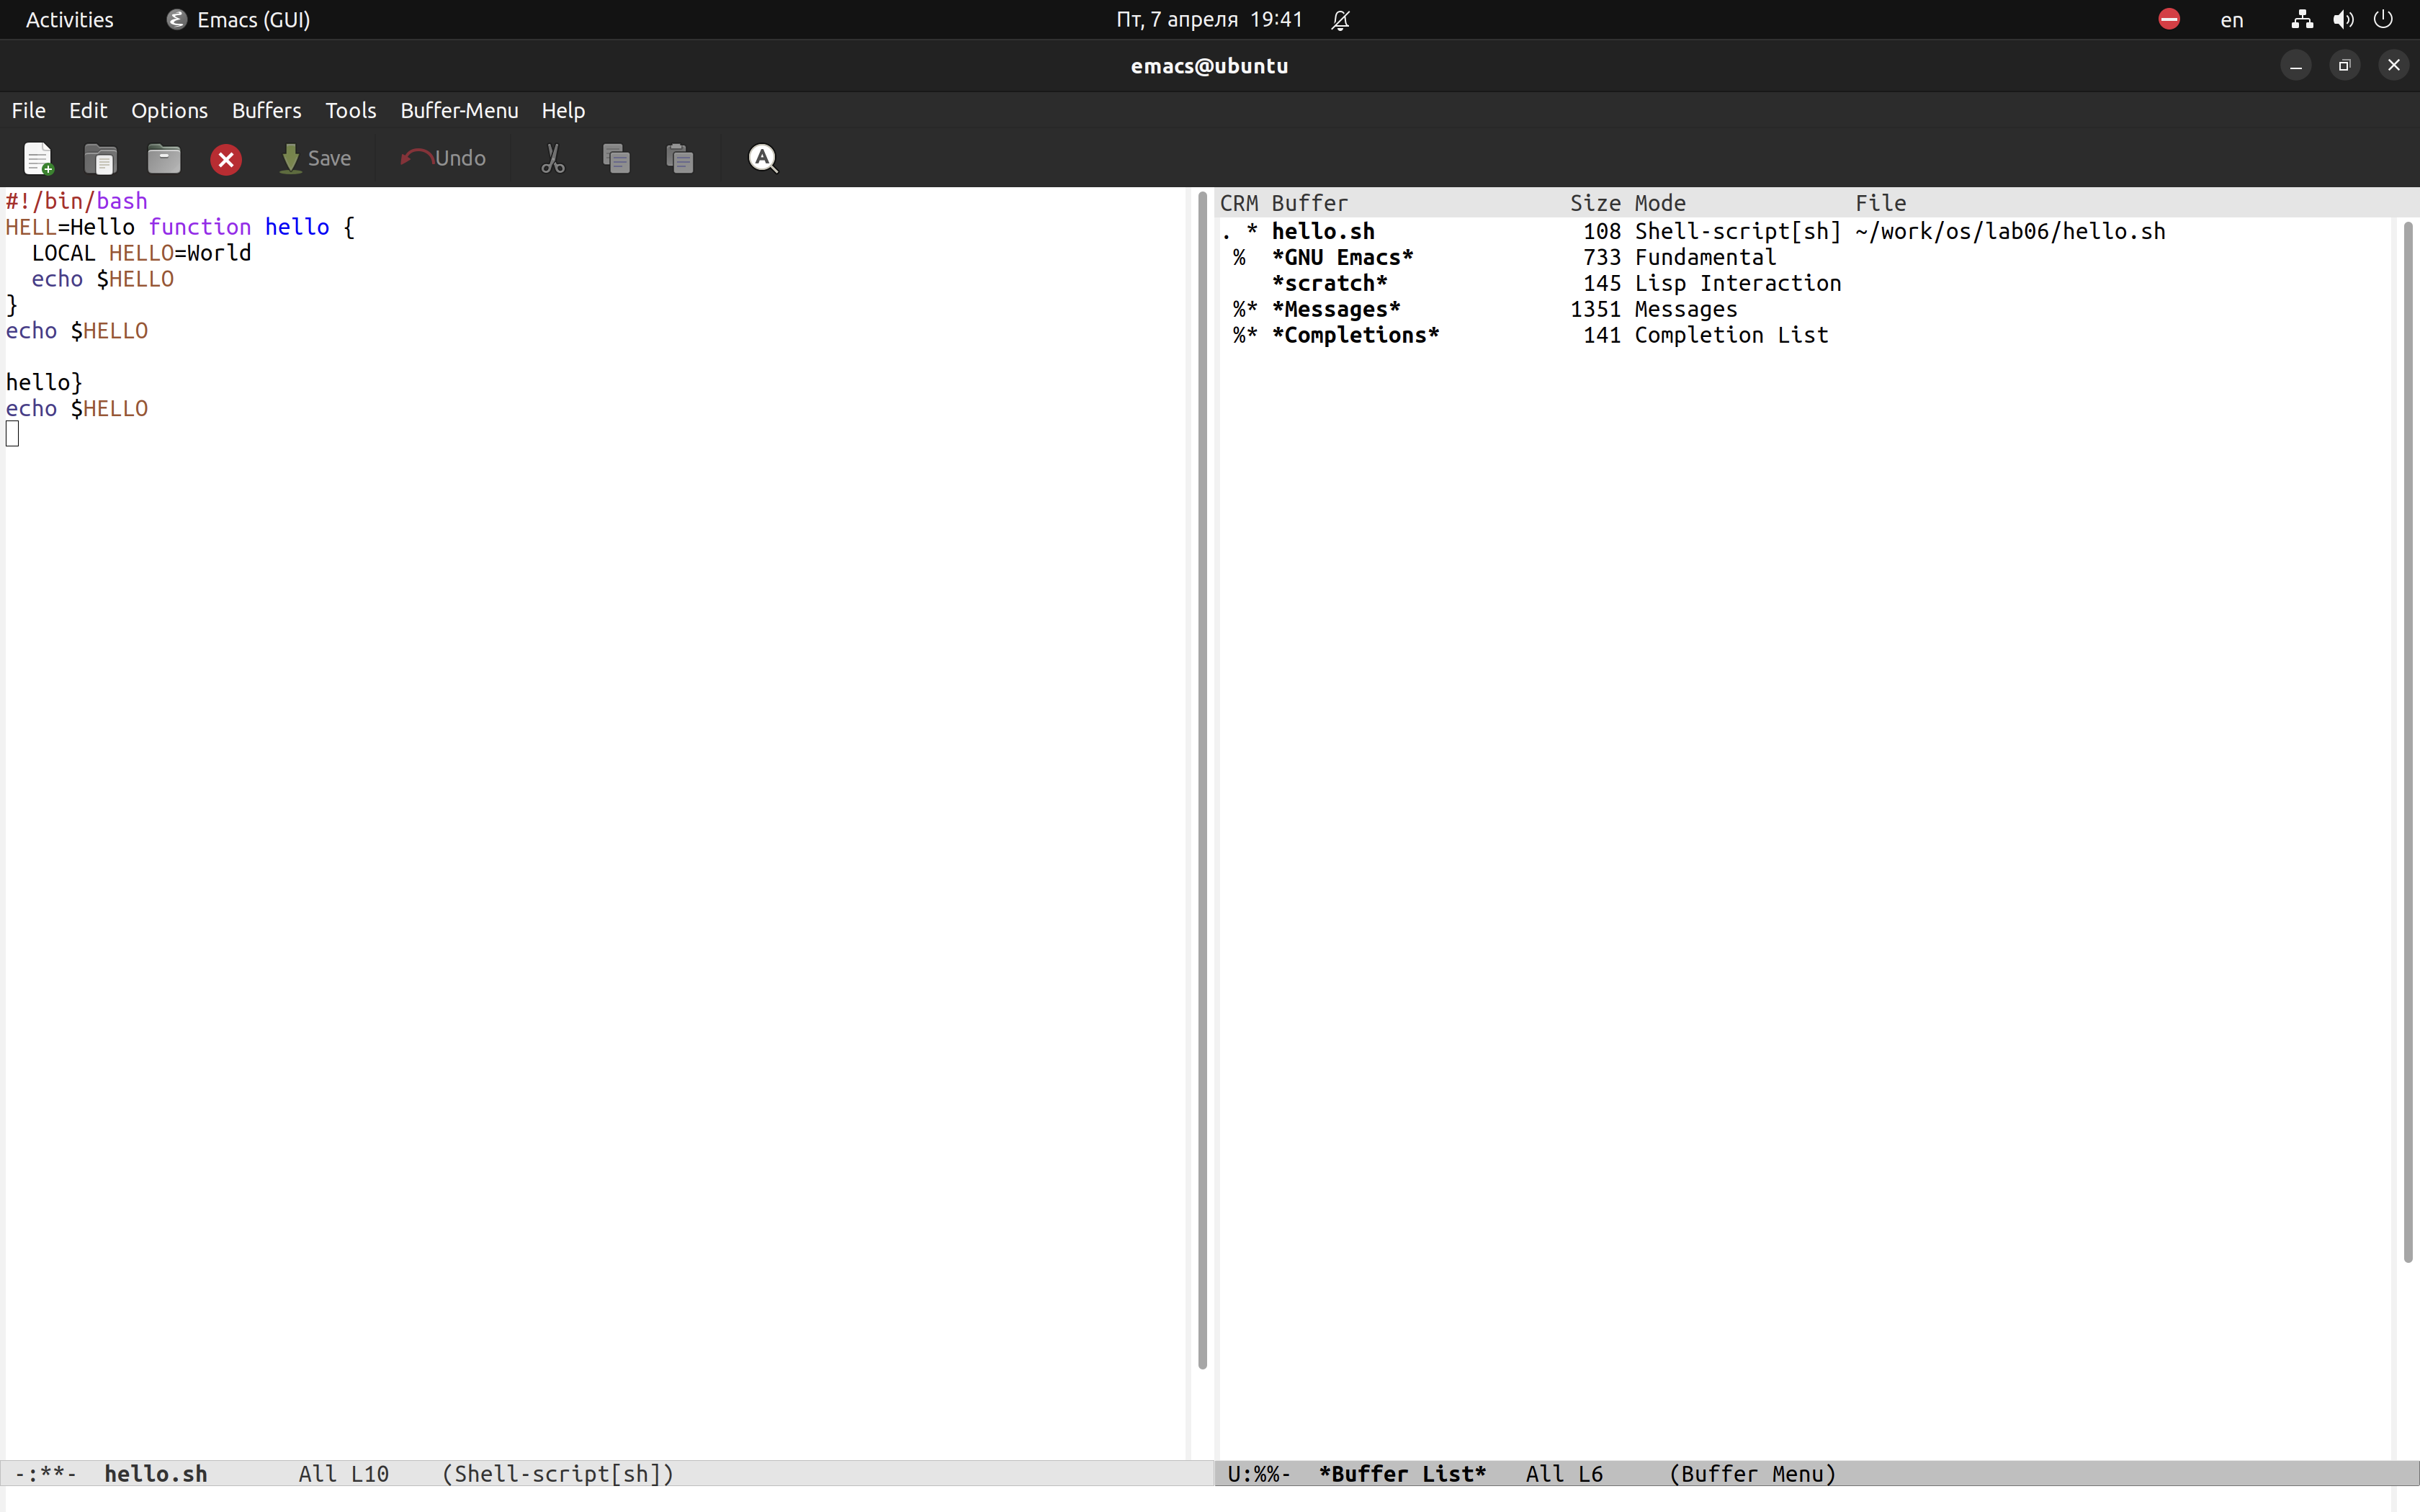 Activities Emacs (GUI) Пт, 7 апреля 19:41 en
emacs@ubuntu
File Edit Options Buffers Tools Buffer-Menu Help
Save Undo
#!/bin/bash
HELL=Hello function hello {
  LOCAL HELLO=World
  echo $HELLO
}
echo $HELLO
hello}
echo $HELLO
CRM Buffer Size Mode File
. * hello.sh 108 Shell-script[sh] ~/work/os/lab06/hello.sh
% *GNU Emacs* 733 Fundamental
*scratch* 145 Lisp Interaction
%* *Messages* 1351 Messages
%* *Completions* 141 Completion List
-:**- hello.sh All L10 (Shell-script[sh])
U:%%- *Buffer List* All L6 (Buffer Menu)